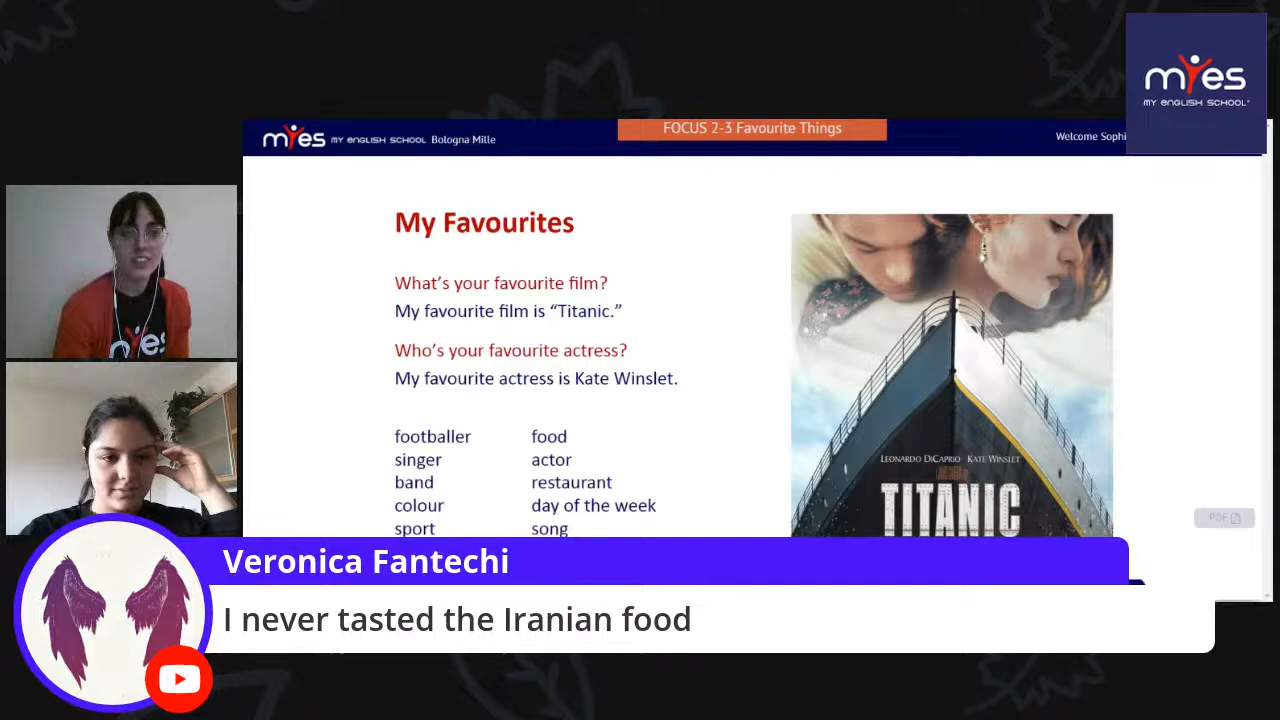 myes
MY ENGLISH SCHOOL
myes MY ENGLISH SCHOOL Bologna Mille
FOCUS 2-3 Favourite Things
Welcome Sophi
My Favourites
What's your favourite film?
My favourite film is “Titanic.”
Who's your favourite actress?
My favourite actress is Kate Winslet.
footballer food
singer actor
band restaurant
colour day of the week
sport song
LEONARDO DICAPRIO KATE WINSLET
TITANIC
PDF
myes
Veronica Fantechi
I never tasted the Iranian food